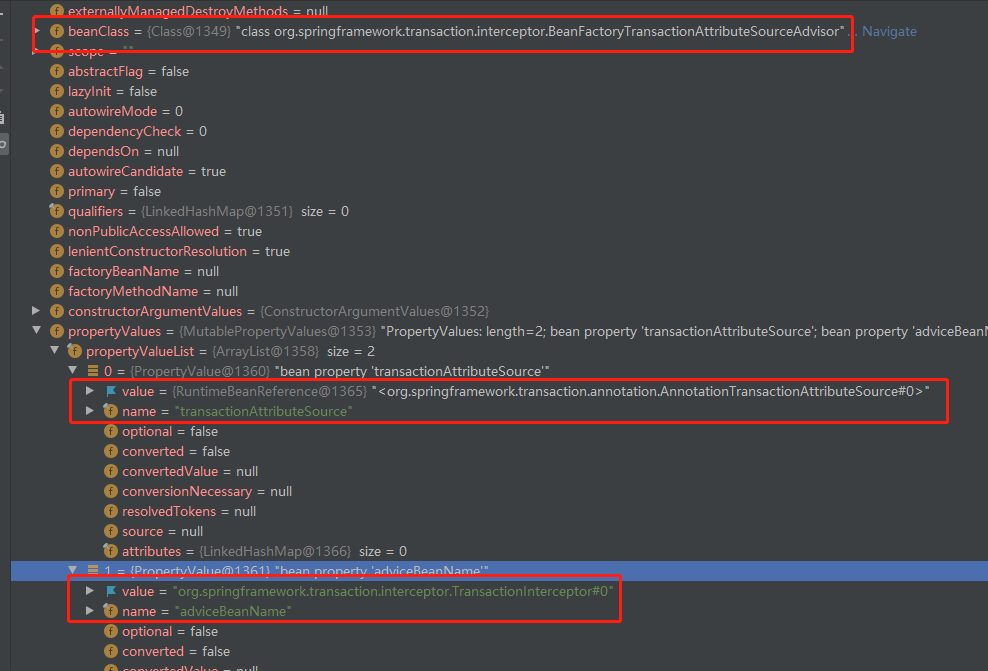 externallyManagedDestroyMethods = null
beanClass = {Class@1349} "class org.springframework.transaction.interceptor.BeanFactoryTransactionAttributeSourceAdvisor" ... Navigate
scope = ""
abstractFlag = false
lazyInit = false
autowireMode = 0
dependencyCheck = 0
dependsOn = null
autowireCandidate = true
primary = false
qualifiers = {LinkedHashMap@1351} size = 0
nonPublicAccessAllowed = true
lenientConstructorResolution = true
factoryBeanName = null
factoryMethodName = null
constructorArgumentValues = {ConstructorArgumentValues@1352}
propertyValues = {MutablePropertyValues@1353} "PropertyValues: length=2; bean property 'transactionAttributeSource'; bean property 'adviceBeanN
propertyValueList = {ArrayList@1358} size = 2
0 = {PropertyValue@1360} "bean property 'transactionAttributeSource'"
value = {RuntimeBeanReference@1365} "<org.springframework.transaction.annotation.AnnotationTransactionAttributeSource#0>"
name = "transactionAttributeSource"
optional = false
converted = false
convertedValue = null
conversionNecessary = null
resolvedTokens = null
source = null
attributes = {LinkedHashMap@1366} size = 0
1 = {PropertyValue@1361} "bean property 'adviceBeanName'"
value = "org.springframework.transaction.interceptor.TransactionInterceptor#0"
name = "adviceBeanName"
optional = false
converted = false
convertedValue = null